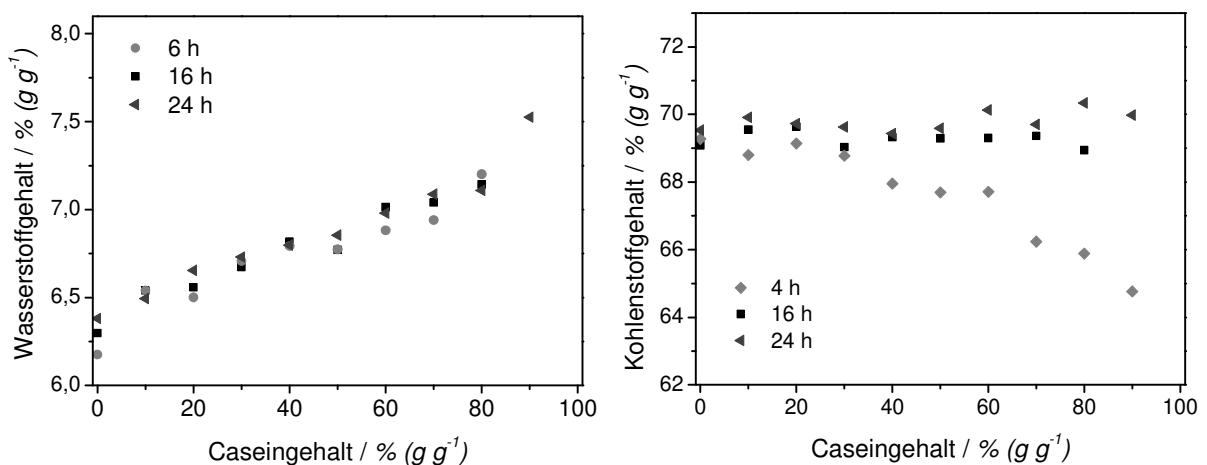 Wasserstoffgehalt / % (g g⁻¹)
8,0
7,5
7,0
6,5
6,0
6 h
16 h
24 h
0 20 40 60 80 100
Caseingehalt / % (g g⁻¹)
Kohlenstoffgehalt / % (g g⁻¹)
72
70
68
66
64
62
4 h
16 h
24 h
0 20 40 60 80 100
Caseingehalt / % (g g⁻¹)